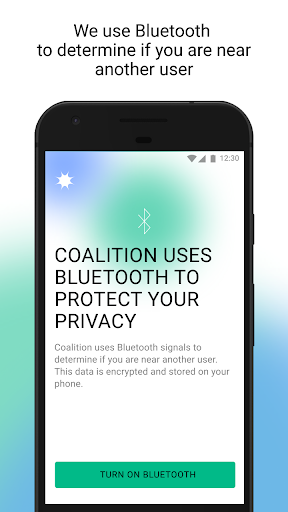 We use Bluetooth
to determine if you are near
another user
12:30
COALITION USES
BLUETOOTH TO
PROTECT YOUR
PRIVACY
Coalition uses Bluetooth signals to
determine if you are near another user.
This data is encrypted and stored on your
phone.
TURN ON BLUETOOTH